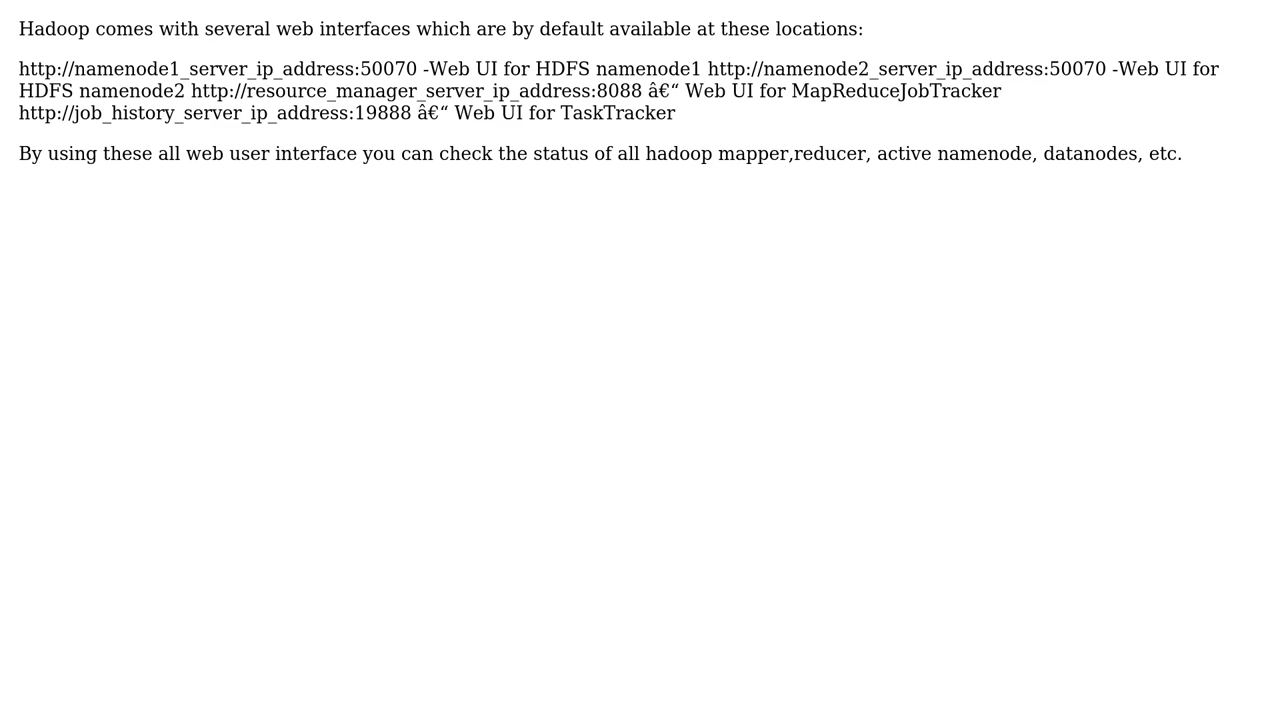 Hadoop comes with several web interfaces which are by default available at these locations:
http://namenode1_server_ip_address:50070 -Web UI for HDFS namenode1 http://namenode2_server_ip_address:50070 -Web UI for
HDFS namenode2 http://resource_manager_server_ip_address:8088 â€“ Web UI for MapReduceJobTracker
http://job_history_server_ip_address:19888 â€“ Web UI for TaskTracker
By using these all web user interface you can check the status of all hadoop mapper,reducer, active namenode, datanodes, etc.